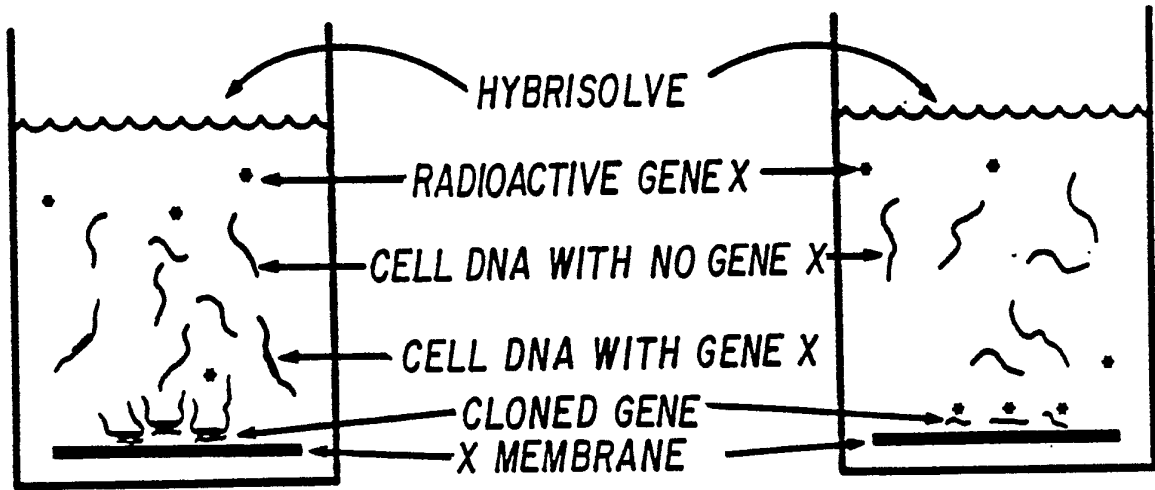 HYBRISOLVE
RADIOACTIVE GENE X
CELL DNA WITH NO GENE X
CELL DNA WITH GENE X
CLONED GENE
X MEMBRANE